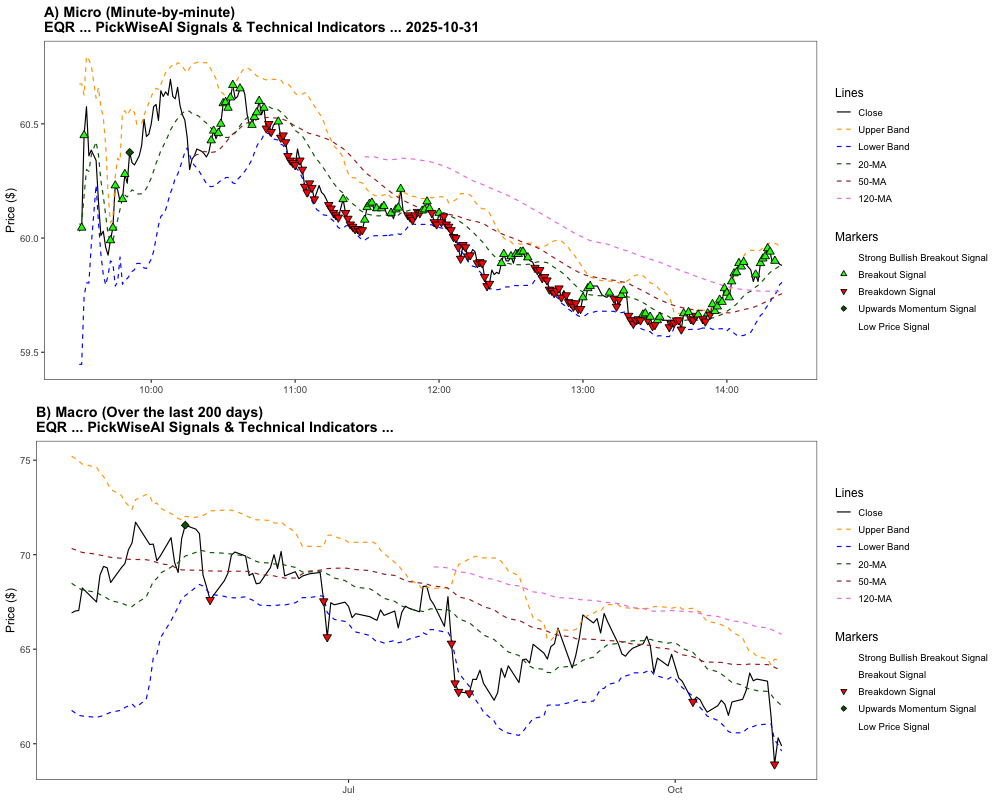 A) Micro (Minute-by-minute)
EQR ... PickWiseAI Signals & Technical Indicators ... 2025-10-31
Price ($)
60.5
60.0
59.5
10:00
11:00
12:00
13:00
14:00
Lines
Close
Upper Band
Lower Band
20-MA
50-MA
120-MA
Markers
Strong Bullish Breakout Signal
Breakout Signal
Breakdown Signal
Upwards Momentum Signal
Low Price Signal
B) Macro (Over the last 200 days)
EQR ... PickWiseAI Signals & Technical Indicators ...
Price ($)
75
70
65
60
Jul
Oct
Lines
Close
Upper Band
Lower Band
20-MA
50-MA
120-MA
Markers
Strong Bullish Breakout Signal
Breakout Signal
Breakdown Signal
Upwards Momentum Signal
Low Price Signal